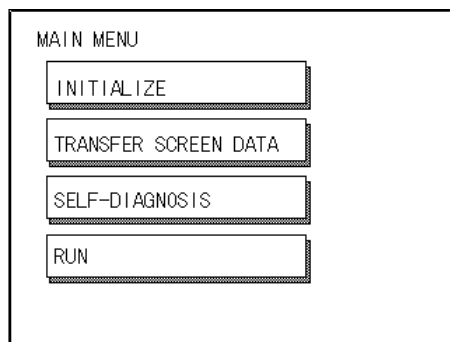 MAIN MENU
INITIALIZE
TRANSFER SCREEN DATA
SELF-DIAGNOSIS
RUN